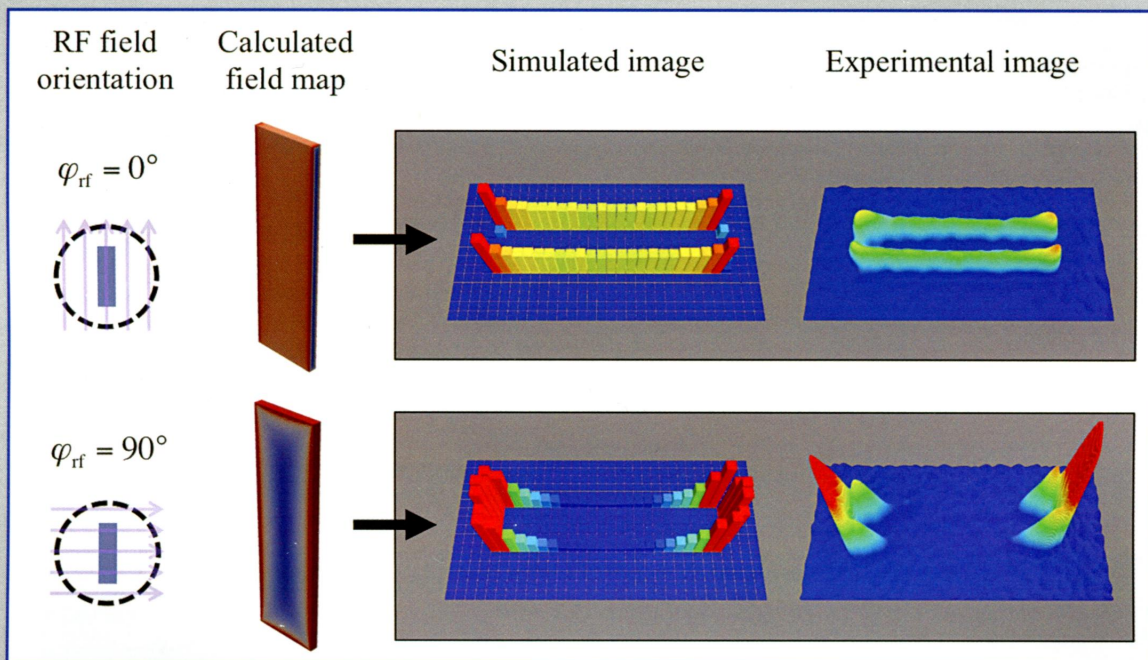 RF field
orientation
Calculated
field map
Simulated image
Experimental image
φrf = 0°
φrf = 90°